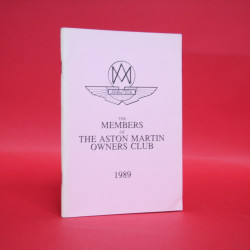 THE
MEMBERS
OF
THE ASTON MARTIN
OWNERS CLUB
1989